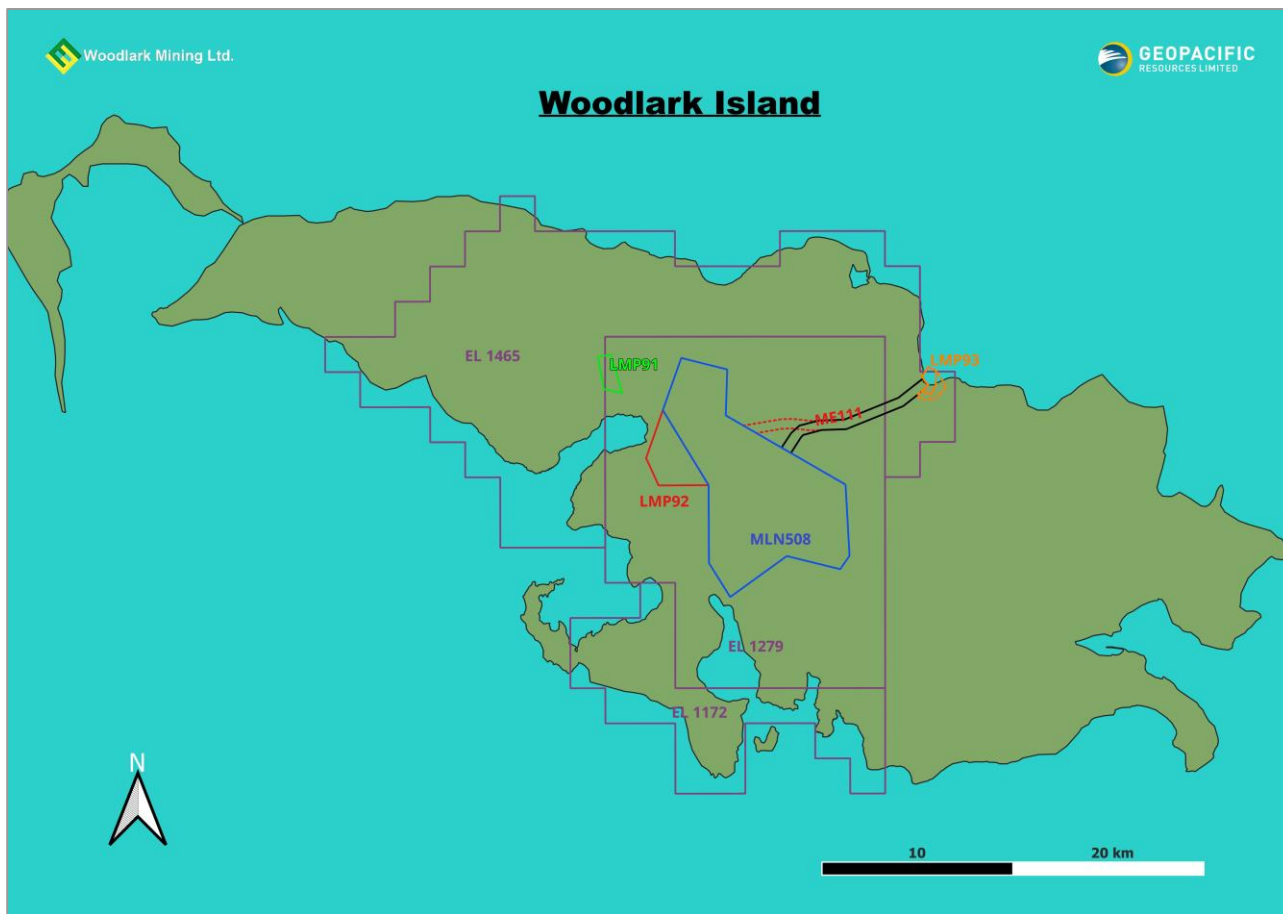 Woodlark Mining Ltd.
GEOPACIFIC
RESOURCES LIMITED
Woodlark Island
EL 1465
LMP91
LMP93
ME111
LMP92
MLN508
EL 1279
EL 1172
N
10
20 km